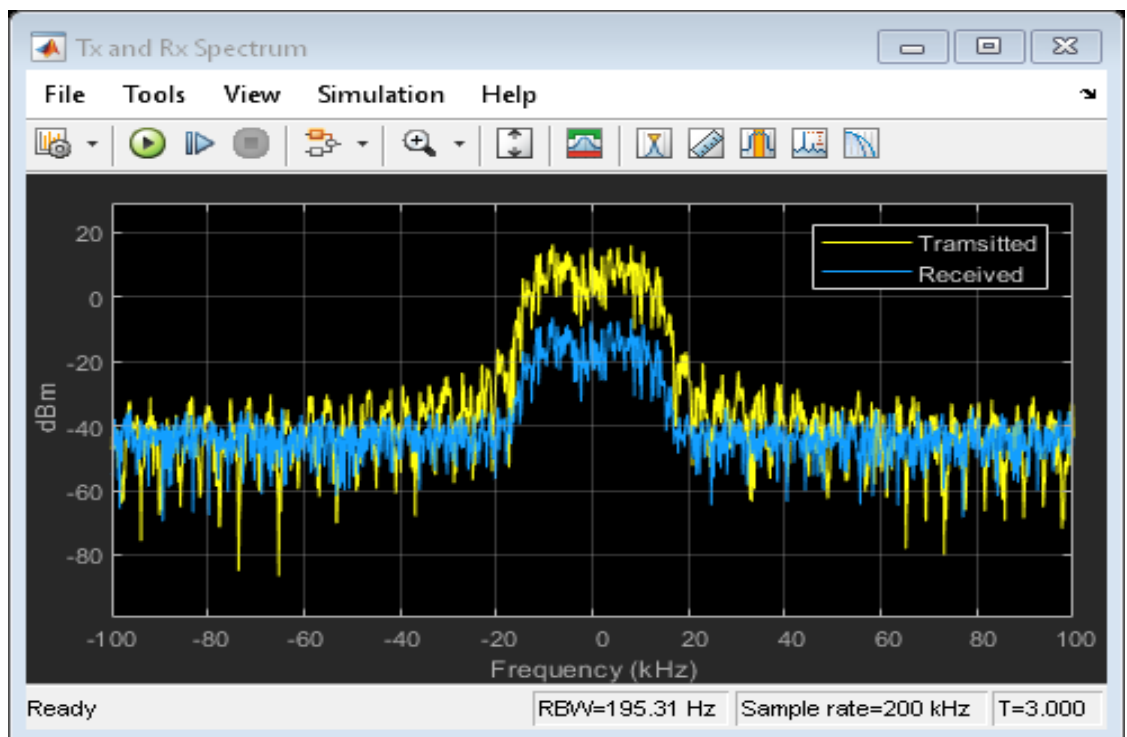 Tx and Rx Spectrum
File Tools View Simulation Help
20
0
-20
-40
-60
-80
dBm
Tramsitted
Received
-100 -80 -60 -40 -20 0 20 40 60 80 100
Frequency (kHz)
Ready RBW=195.31 Hz Sample rate=200 kHz T=3.000